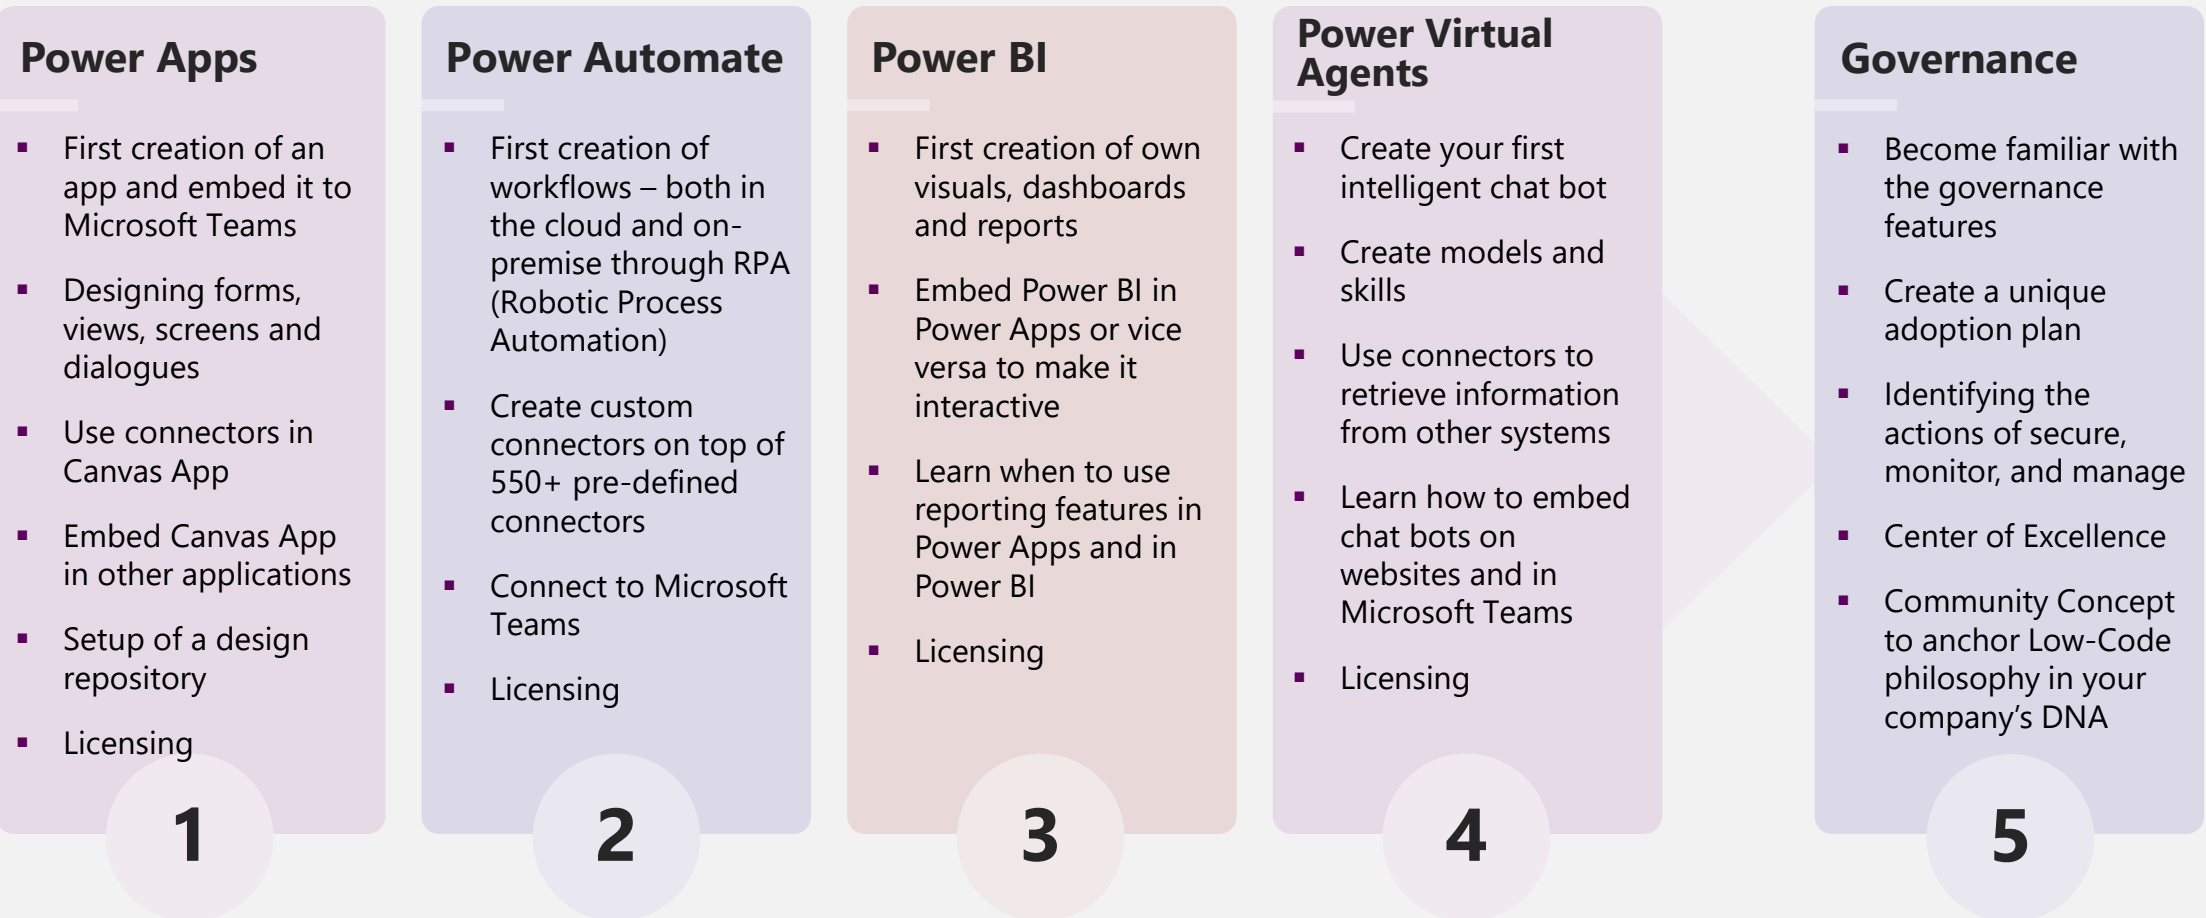 Power Apps
▪ First creation of an
app and embed it to
Microsoft Teams
▪ Designing forms,
views, screens and
dialogues
▪ Use connectors in
Canvas App
▪ Embed Canvas App
in other applications
▪ Setup of a design
repository
▪ Licensing
1
Power Automate
▪ First creation of
workflows – both in
the cloud and on-
premise through RPA
(Robotic Process
Automation)
▪ Create custom
connectors on top of
550+ pre-defined
connectors
▪ Connect to Microsoft
Teams
▪ Licensing
2
Power BI
▪ First creation of own
visuals, dashboards
and reports
▪ Embed Power BI in
Power Apps or vice
versa to make it
interactive
▪ Learn when to use
reporting features in
Power Apps and in
Power BI
▪ Licensing
3
Power Virtual
Agents
▪ Create your first
intelligent chat bot
▪ Create models and
skills
▪ Use connectors to
retrieve information
from other systems
▪ Learn how to embed
chat bots on
websites and in
Microsoft Teams
▪ Licensing
4
Governance
▪ Become familiar with
the governance
features
▪ Create a unique
adoption plan
▪ Identifying the
actions of secure,
monitor, and manage
▪ Center of Excellence
▪ Community Concept
to anchor Low-Code
philosophy in your
company’s DNA
5